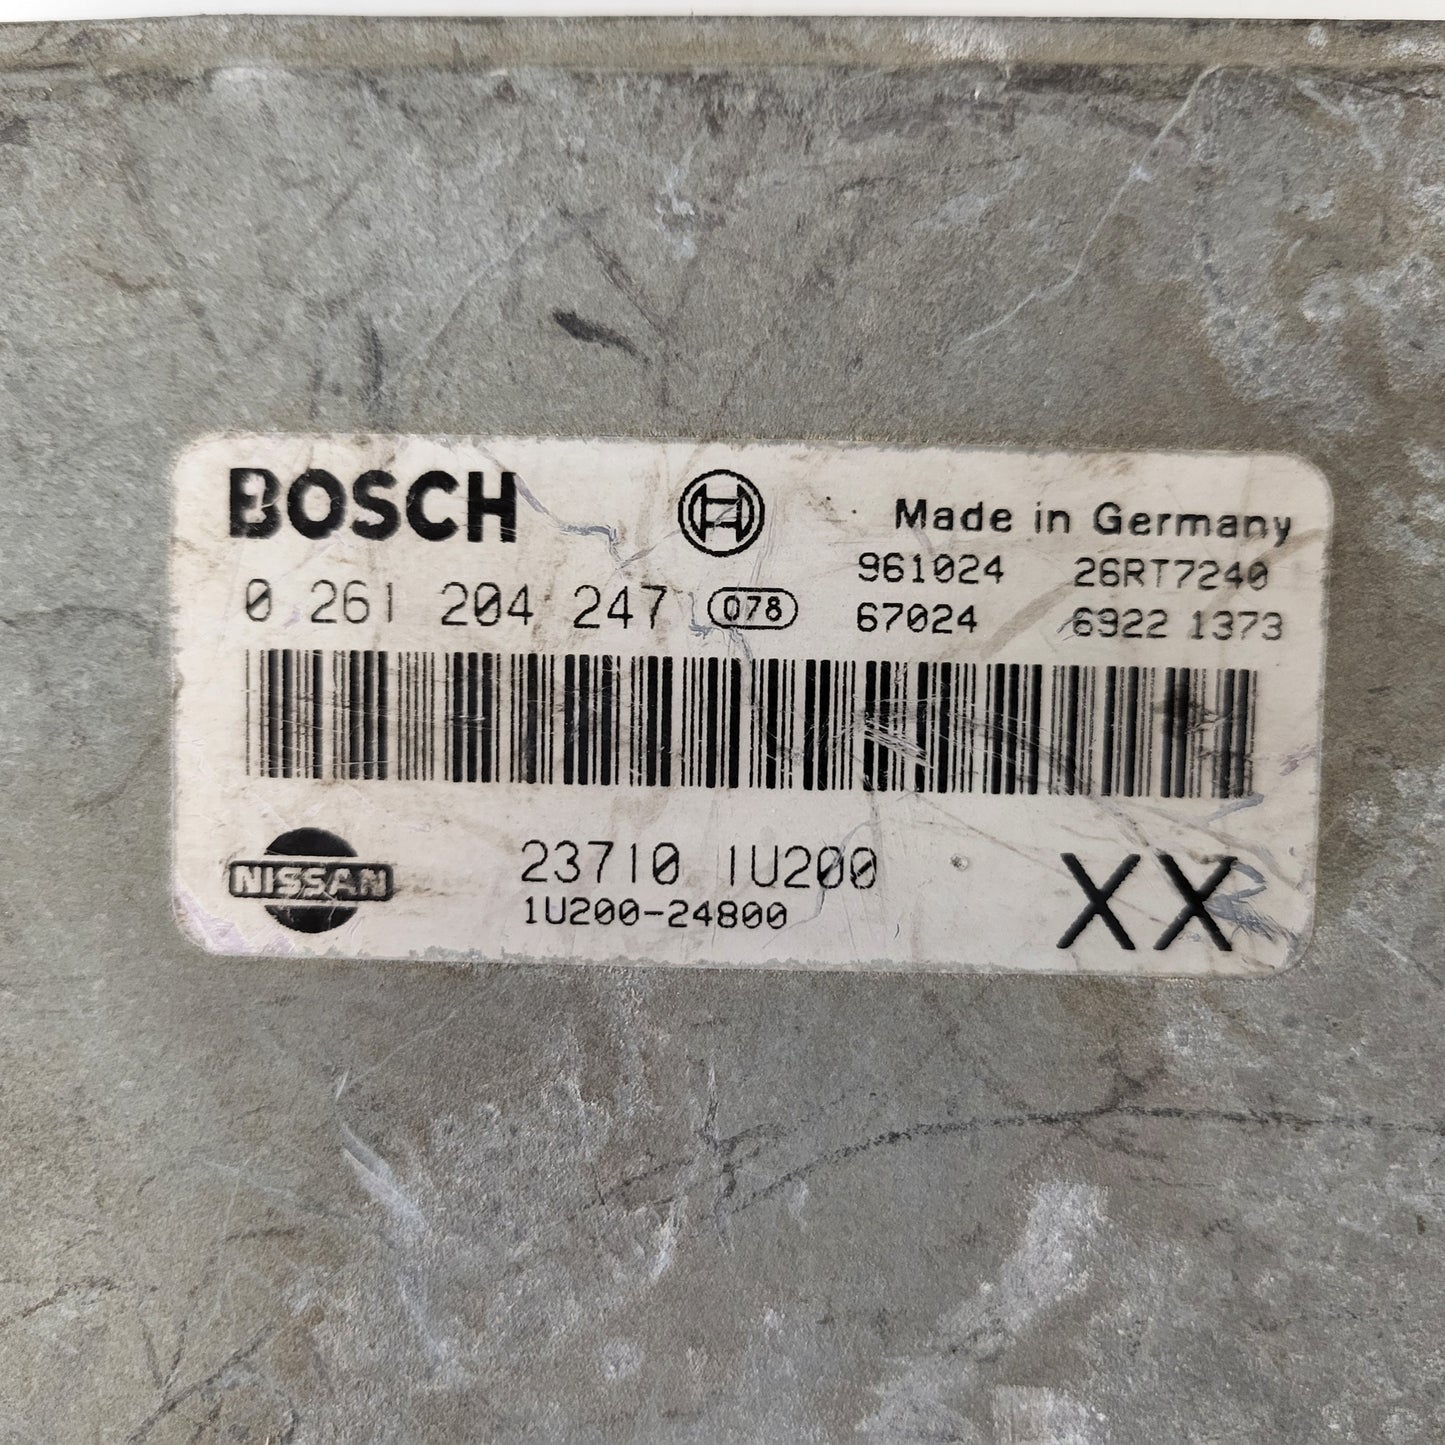 BOSCH Made in Germany
961024 26RT7240
0 261 204 247 078 67024 6922 1373
NISSAN 23710 1U200 XX
1U200-24800